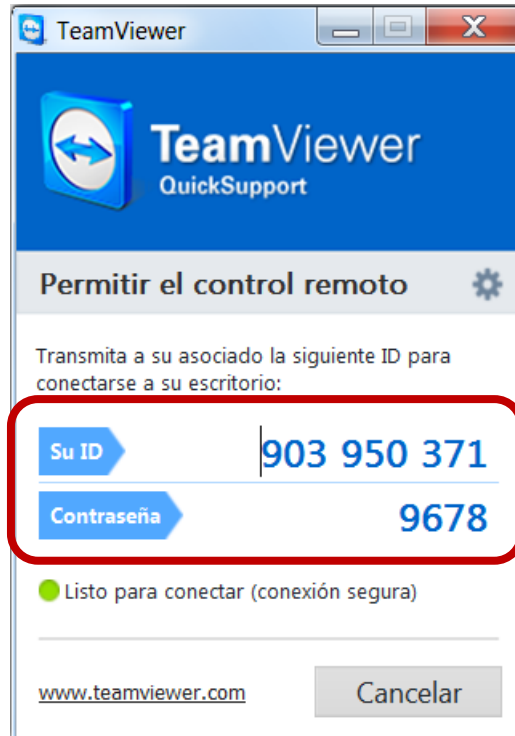 TeamViewer
TeamViewer
QuickSupport
Permitir el control remoto
Transmita a su asociado la siguiente ID para
conectarse a su escritorio:
Su ID 903 950 371
Contraseña 9678
Listo para conectar (conexión segura)
www.teamviewer.com Cancelar